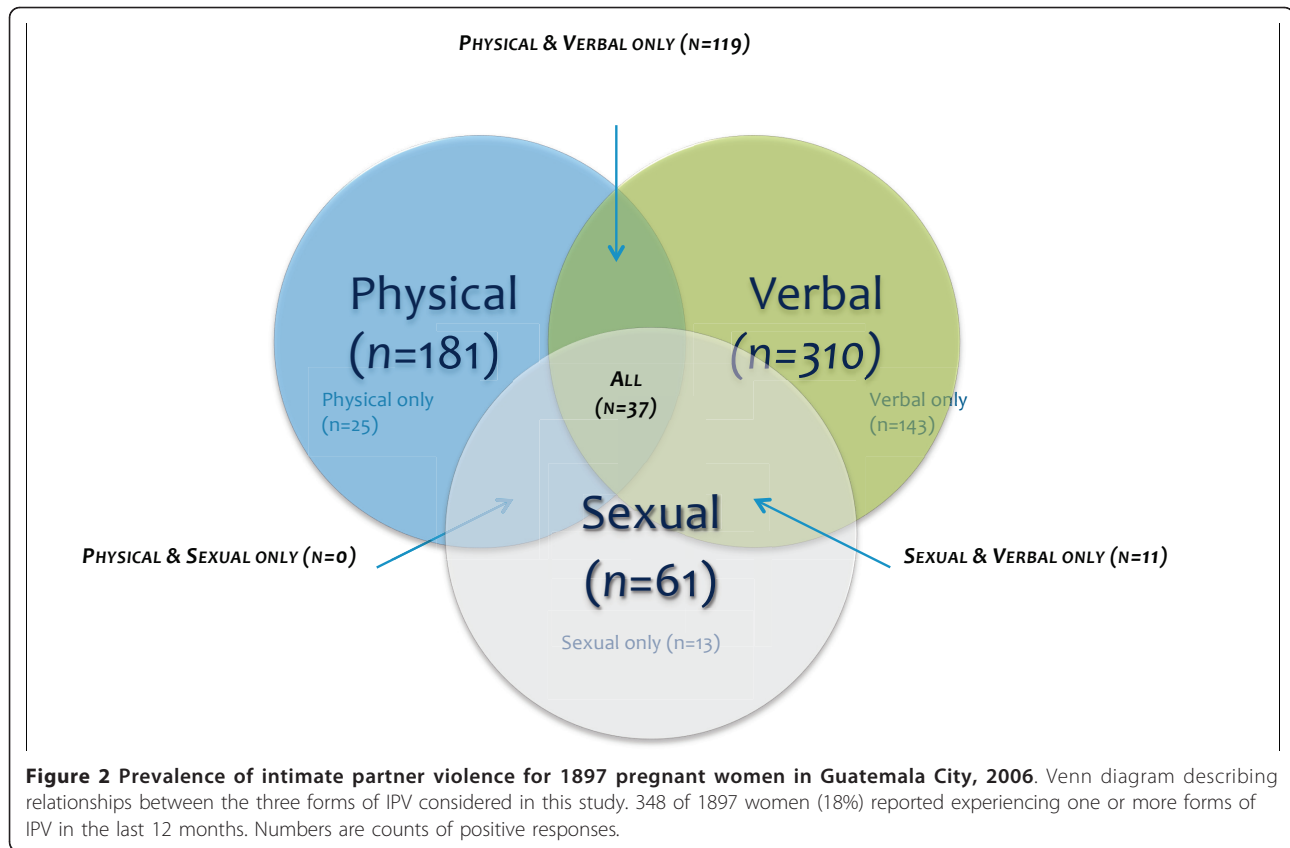 PHYSICAL & VERBAL ONLY (N=119)
Physical
(n=181)
Physical only
(n=25)
Verbal
(n=310)
Verbal only
(n=143)
ALL
(N=37)
PHYSICAL & SEXUAL ONLY (N=0)
Sexual
(n=61)
Sexual only (n=13)
SEXUAL & VERBAL ONLY (N=11)
Figure 2 Prevalence of intimate partner violence for 1897 pregnant women in Guatemala City, 2006. Venn diagram describing
relationships between the three forms of IPV considered in this study. 348 of 1897 women (18%) reported experiencing one or more forms of
IPV in the last 12 months. Numbers are counts of positive responses.